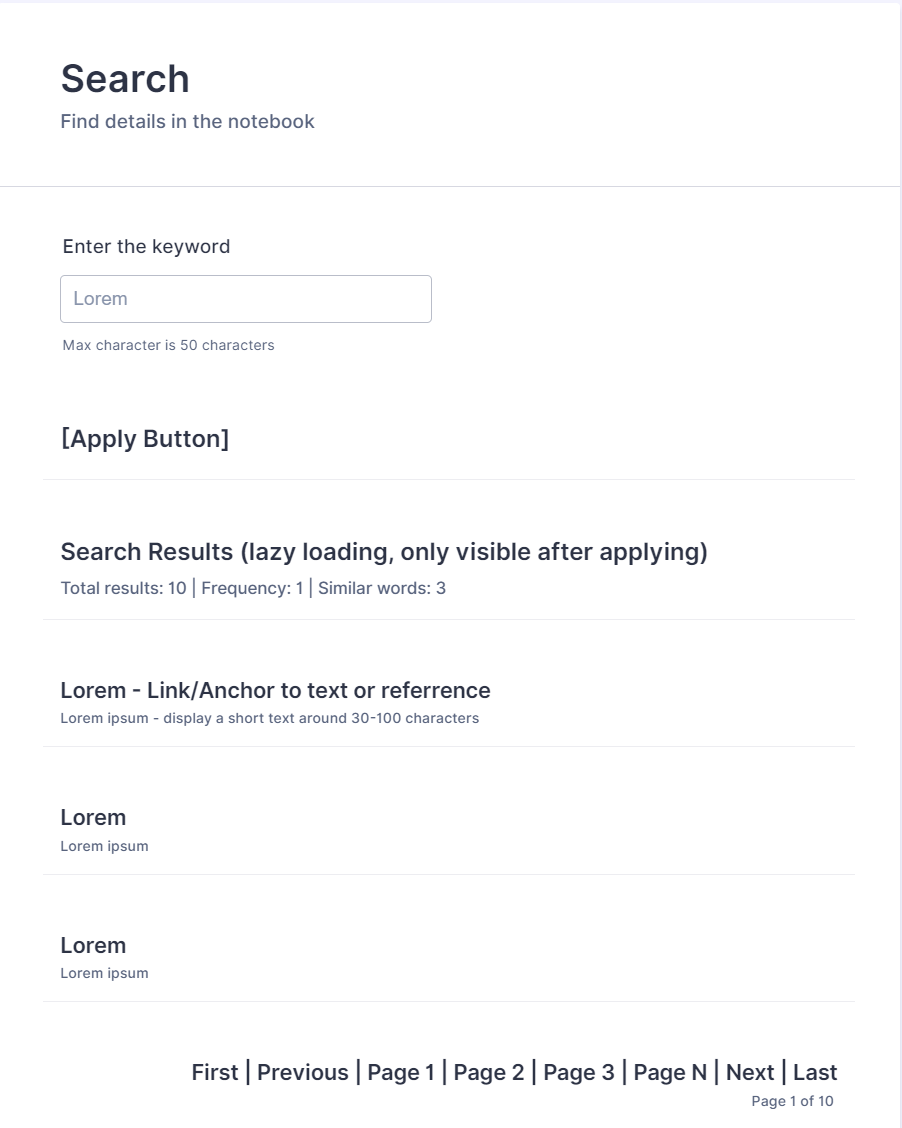 Search
Find details in the notebook
Enter the keyword
Lorem
Max character is 50 characters
[Apply Button]
Search Results (lazy loading, only visible after applying)
Total results: 10 | Frequency: 1 | Similar words: 3
Lorem - Link/Anchor to text or referrence
Lorem ipsum - display a short text around 30-100 characters
Lorem
Lorem ipsum
Lorem
Lorem ipsum
First | Previous | Page 1 | Page 2 | Page 3 | Page N | Next | Last
Page 1 of 10